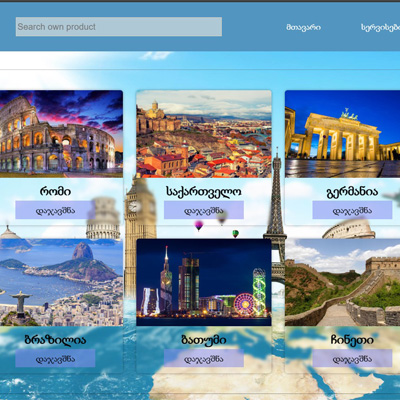 Search own product
მთავარი
სერვისები
რომი
საქართველო
გერმანია
დაჯავშნა
დაჯავშნა
დაჯავშნა
ბრაზილია
ბათუმი
ჩინეთი
დაჯავშნა
დაჯავშნა
დაჯავშნა